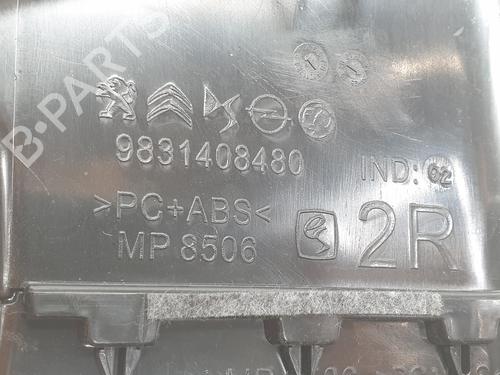 B-PARTS
9831408480
IND: 02
>PC+ABS<
MP 8506
2R